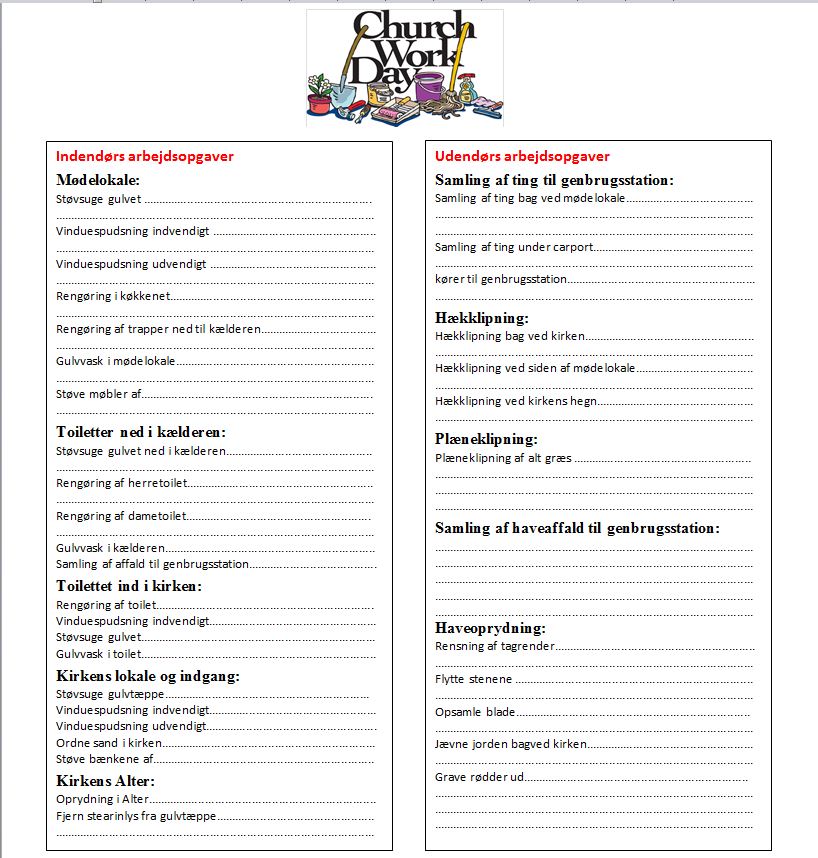 Church
Work
Day
Indendørs arbejdsopgaver
Mødelokale:
Støvsuge gulvet ......................................................................
................................................................................................
Vinduespudsning indvendigt ..................................................
................................................................................................
Vinduespudsning udvendigt ...................................................
................................................................................................
Rengøring i køkkenet...............................................................
................................................................................................
Rengøring af trapper ned til kælderen...................................
................................................................................................
Gulvvask i mødelokale.............................................................
................................................................................................
Støve møbler af.......................................................................
................................................................................................
Toiletter ned i kælderen:
Støvsuge gulvet ned i kælderen.............................................
................................................................................................
Rengøring af herretoilet..........................................................
................................................................................................
Rengøring af dametoilet.........................................................
................................................................................................
Gulvvask i kælderen................................................................
Samling af affald til genbrugsstation.......................................
Toilettet ind i kirken:
Rengøring af toilet...................................................................
Vinduespudsning indvendigt...................................................
Støvsuge gulvet.......................................................................
Gulvvask i toilet.......................................................................
Kirkens lokale og indgang:
Støvsuge gulvtæppe...............................................................
Vinduespudsning indvendigt...................................................
Vinduespudsning udvendigt....................................................
Ordne sand i kirken.................................................................
Støve bænkene af....................................................................
Kirkens Alter:
Oprydning i Alter.....................................................................
Fjern stearinlys fra gulvtæppe................................................
................................................................................................
Udendørs arbejdsopgaver
Samling af ting til genbrugsstation:
Samling af ting bag ved mødelokale.......................................
................................................................................................
................................................................................................
Samling af ting under carport.................................................
................................................................................................
kører til genbrugsstation.........................................................
................................................................................................
Hækklipning:
Hækklipning bag ved kirken...................................................
................................................................................................
Hækklipning ved siden af mødelokale...................................
................................................................................................
Hækklipning ved kirkens hegn...............................................
................................................................................................
Plæneklipning:
Plæneklipning af alt græs ......................................................
................................................................................................
................................................................................................
................................................................................................
Samling af haveaffald til genbrugsstation:
................................................................................................
................................................................................................
................................................................................................
................................................................................................
................................................................................................
Haveoprydning:
Rensning af tagrender.............................................................
................................................................................................
Flytte stenene ........................................................................
................................................................................................
Opsamle blade.......................................................................
................................................................................................
Jævne jorden bagved kirken...................................................
................................................................................................
Grave rødder ud.....................................................................
................................................................................................
................................................................................................
................................................................................................